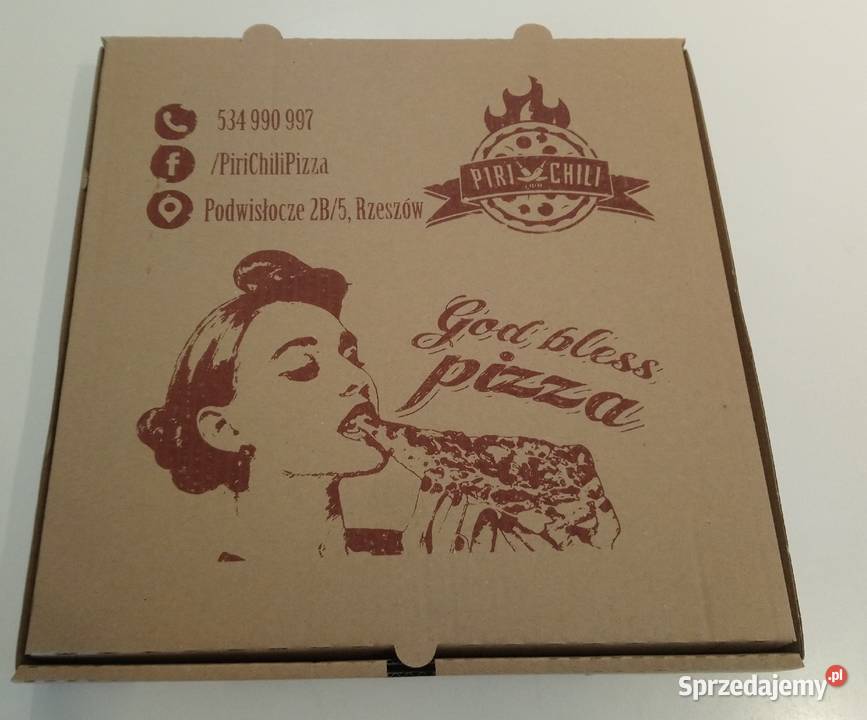 534 990 997
/PiriChiliPizza
Podwisłocze 2B/5, Rzeszów
PIRI CHILI
God bless
pizza
Sprzedajemy.pl